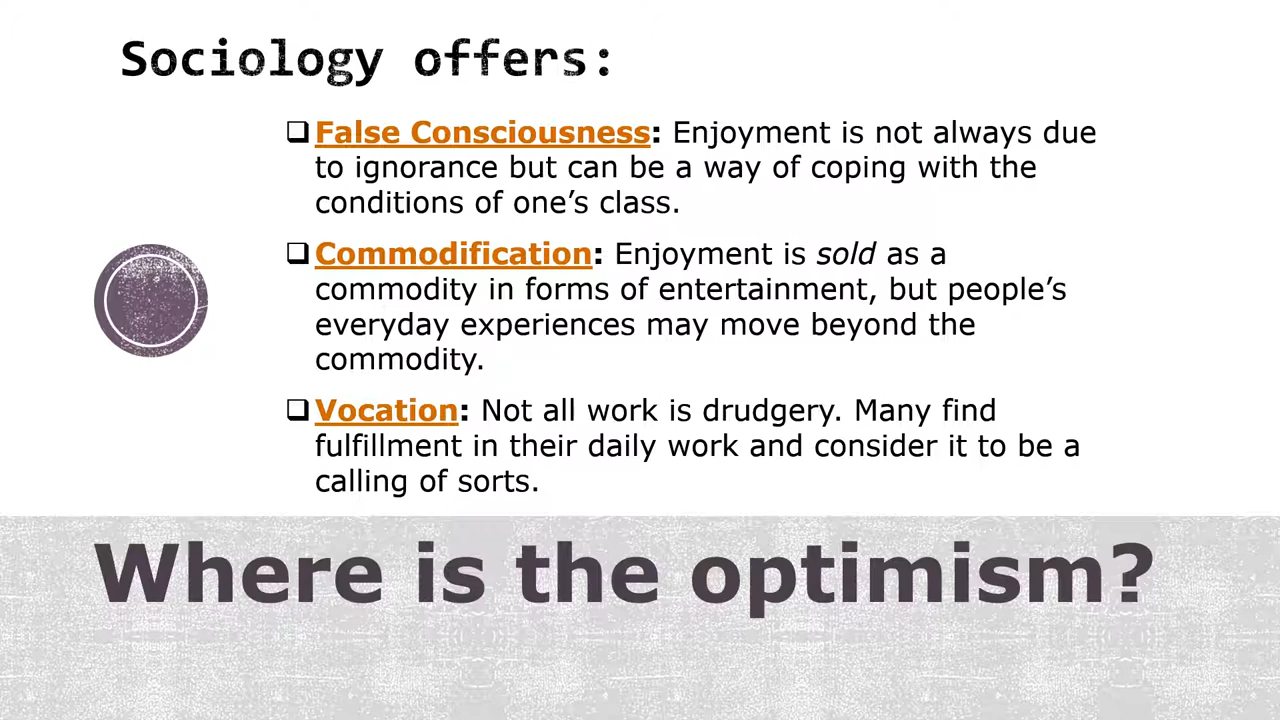 Sociology offers:
❑False Consciousness: Enjoyment is not always due
to ignorance but can be a way of coping with the
conditions of one’s class.
❑Commodification: Enjoyment is sold as a
commodity in forms of entertainment, but people’s
everyday experiences may move beyond the
commodity.
❑Vocation: Not all work is drudgery. Many find
fulfillment in their daily work and consider it to be a
calling of sorts.
Where is the optimism?